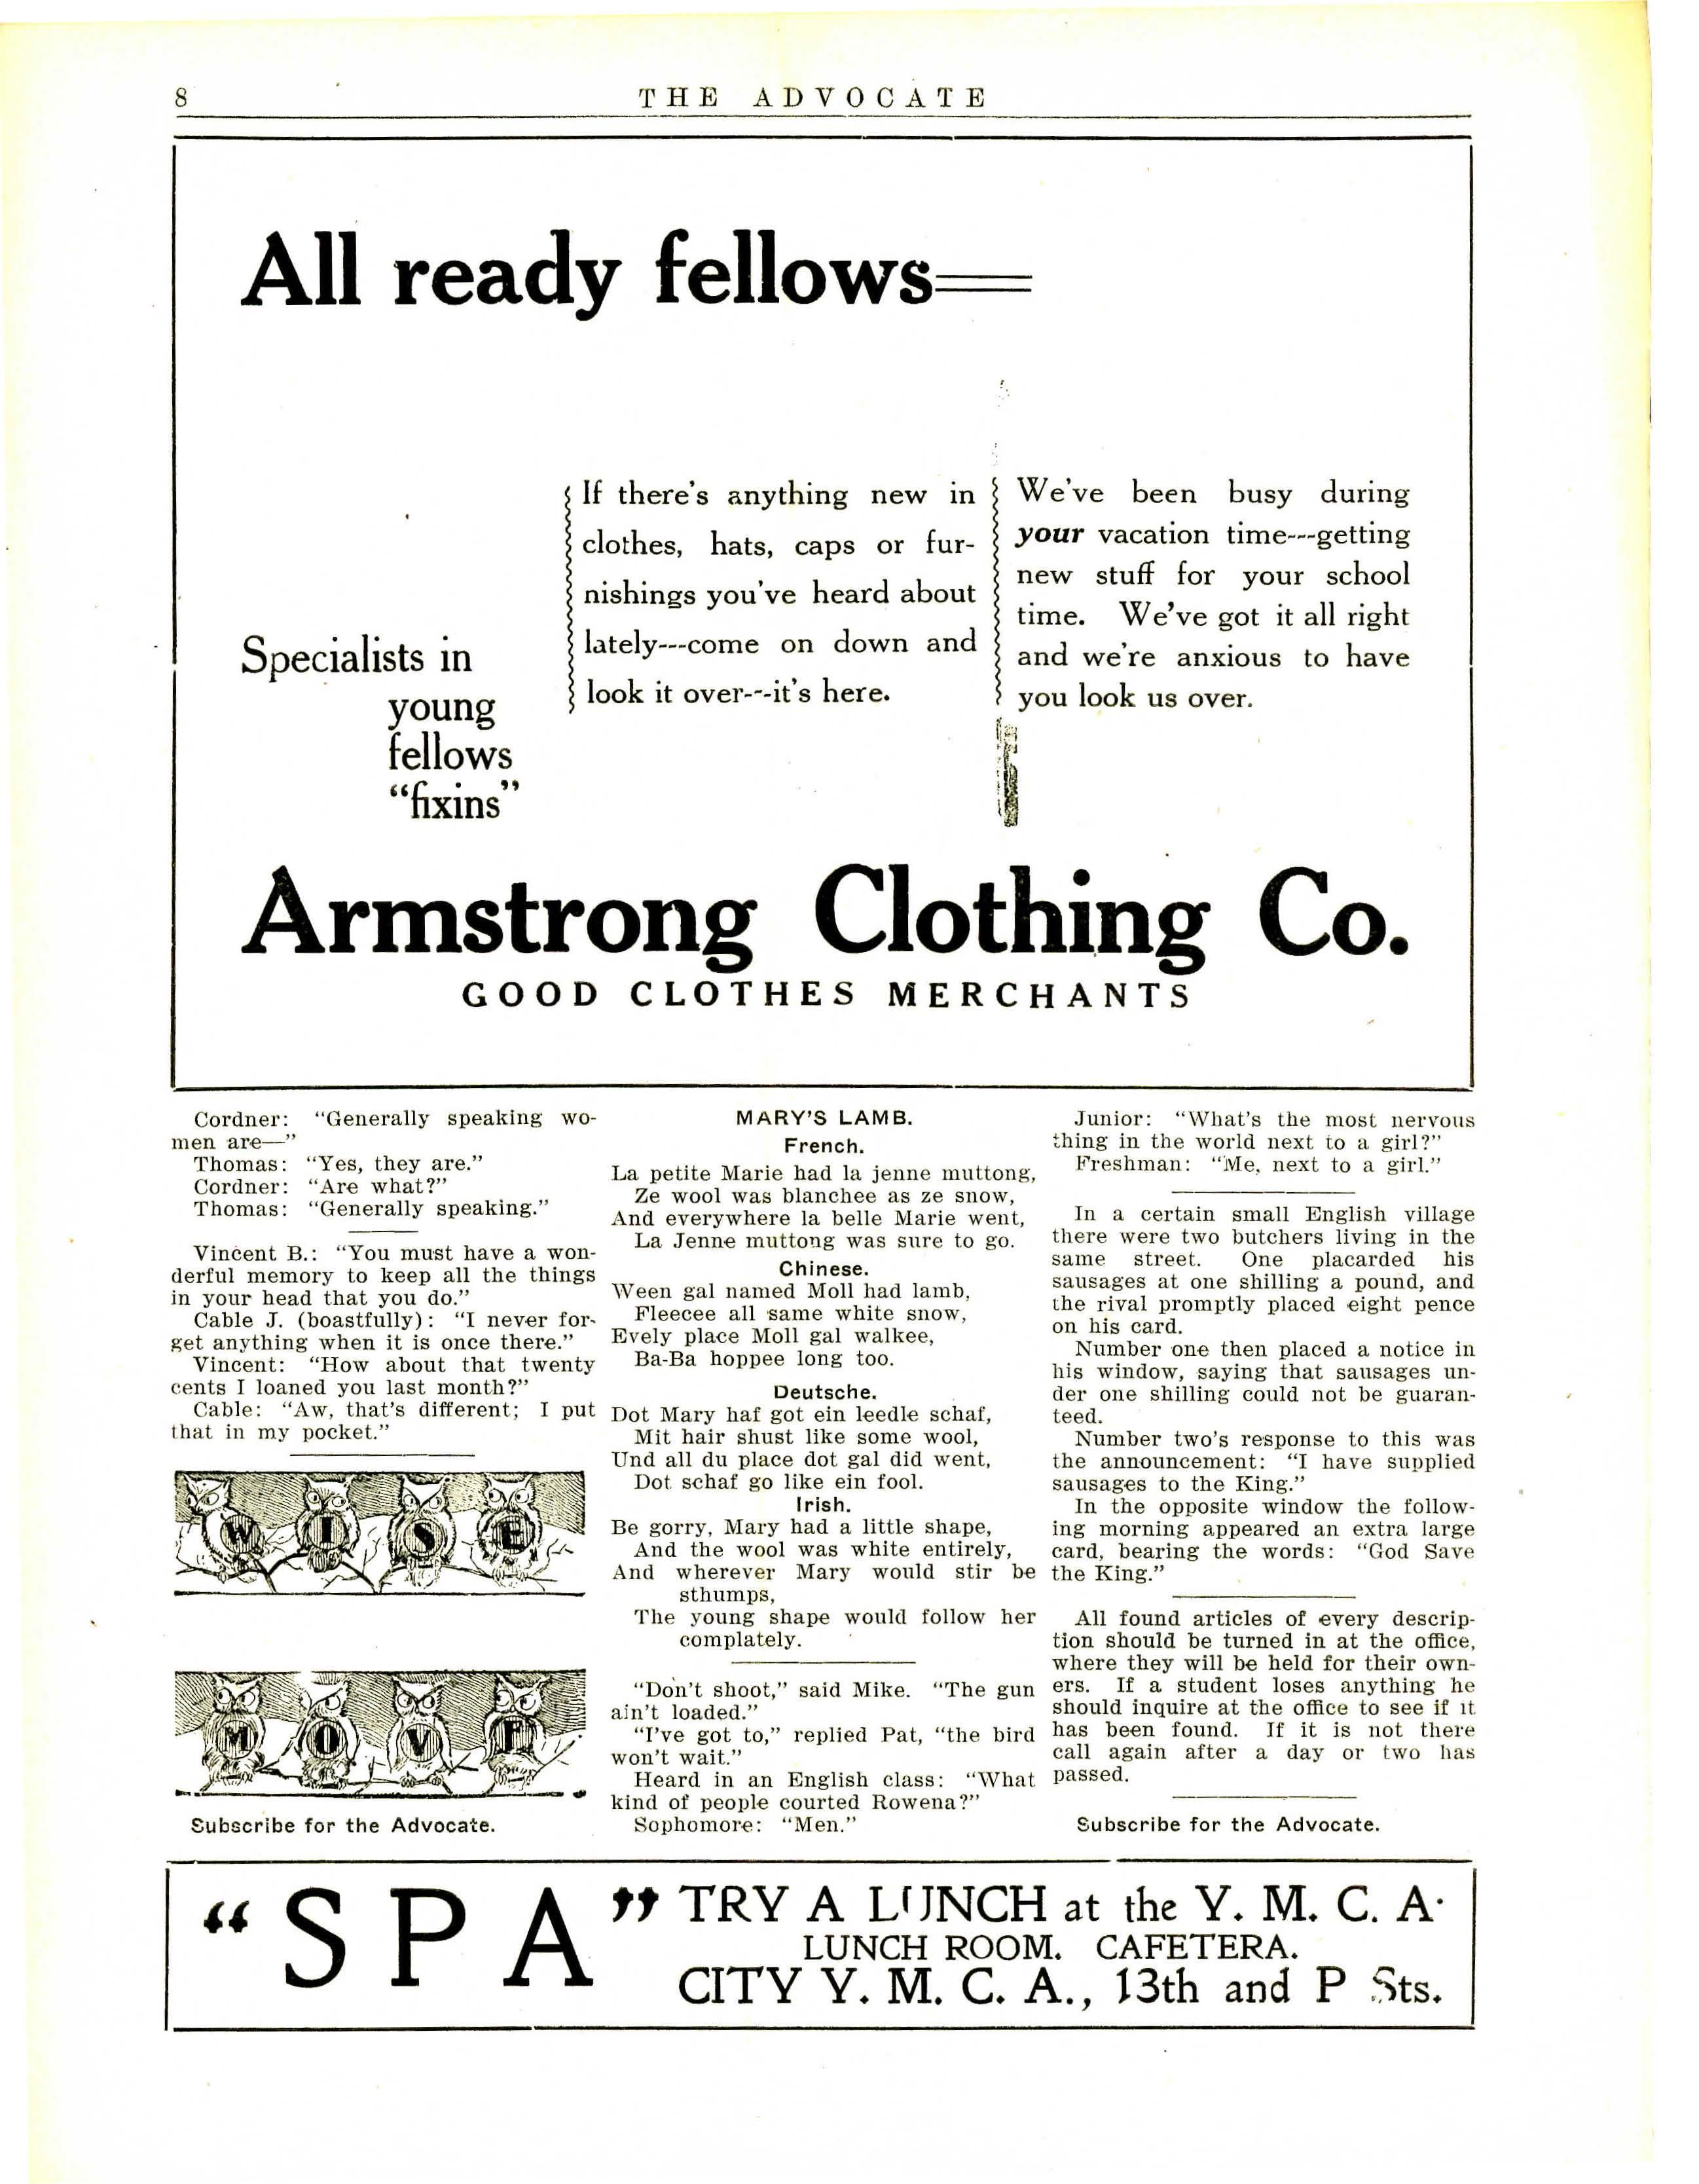 8
THE ADVOCATE
All ready fellows
Specialists in
young
fellows
“fixins”
If there's anything new in
clothes, hats, caps or fur-
nishings you've heard about
lately---come on down and
look it over---it's here.
We've been busy during
your vacation time---getting
new stuff for your school
time. We've got it all right
and we're anxious to have
you look us over.
Armstrong Clothing Co.
GOOD CLOTHES MERCHANTS
Cordner: “Generally speaking wo-
men are—”
Thomas: “Yes, they are.”
Cordner: “Are what?”
Thomas: “Generally speaking.”
Vincent B.: “You must have a won-
derful memory to keep all the things
in your head that you do.”
Cable J. (boastfully): “I never for-
get anything when it is once there.”
Vincent: “How about that twenty
cents I loaned you last month?”
Cable: “Aw, that's different; I put
that in my pocket.”
WISE
MOVE
Subscribe for the Advocate.
MARY'S LAMB.
French.
La petite Marie had la jenne muttong,
Ze wool was blanchee as ze snow,
And everywhere la belle Marie went,
La Jenne muttong was sure to go.
Chinese.
Ween gal named Moll had lamb,
Fleecee all same white snow,
Evely place Moll gal walkee,
Ba-Ba hoppee long too.
Deutsche.
Dot Mary haf got ein leedle schaf,
Mit hair shust like some wool,
Und all du place dot gal did went,
Dot schaf go like ein fool.
Irish.
Be gorry, Mary had a little shape,
And the wool was white entirely,
And wherever Mary would stir be
sthumps,
The young shape would follow her
complately.
“Don't shoot,” said Mike. “The gun
ain't loaded.”
“I've got to,” replied Pat, “the bird
won't wait.”
Heard in an English class: “What
kind of people courted Rowena?”
Sophomore: “Men.”
Junior: “What's the most nervous
thing in the world next to a girl?”
Freshman: “Me, next to a girl.”
In a certain small English village
there were two butchers living in the
same street. One placarded his
sausages at one shilling a pound, and
the rival promptly placed eight pence
on his card.
Number one then placed a notice in
his window, saying that sausages un-
der one shilling could not be guaran-
teed.
Number two's response to this was
the announcement: “I have supplied
sausages to the King.”
In the opposite window the follow-
ing morning appeared an extra large
card, bearing the words: “God Save
the King.”
All found articles of every descrip-
tion should be turned in at the office,
where they will be held for their own-
ers. If a student loses anything he
should inquire at the office to see if it
has been found. If it is not there
call again after a day or two has
passed.
Subscribe for the Advocate.
“SPA”
TRY A LUNCH at the Y. M. C. A.
LUNCH ROOM. CAFETERA.
CITY Y. M. C. A., 13th and P Sts.